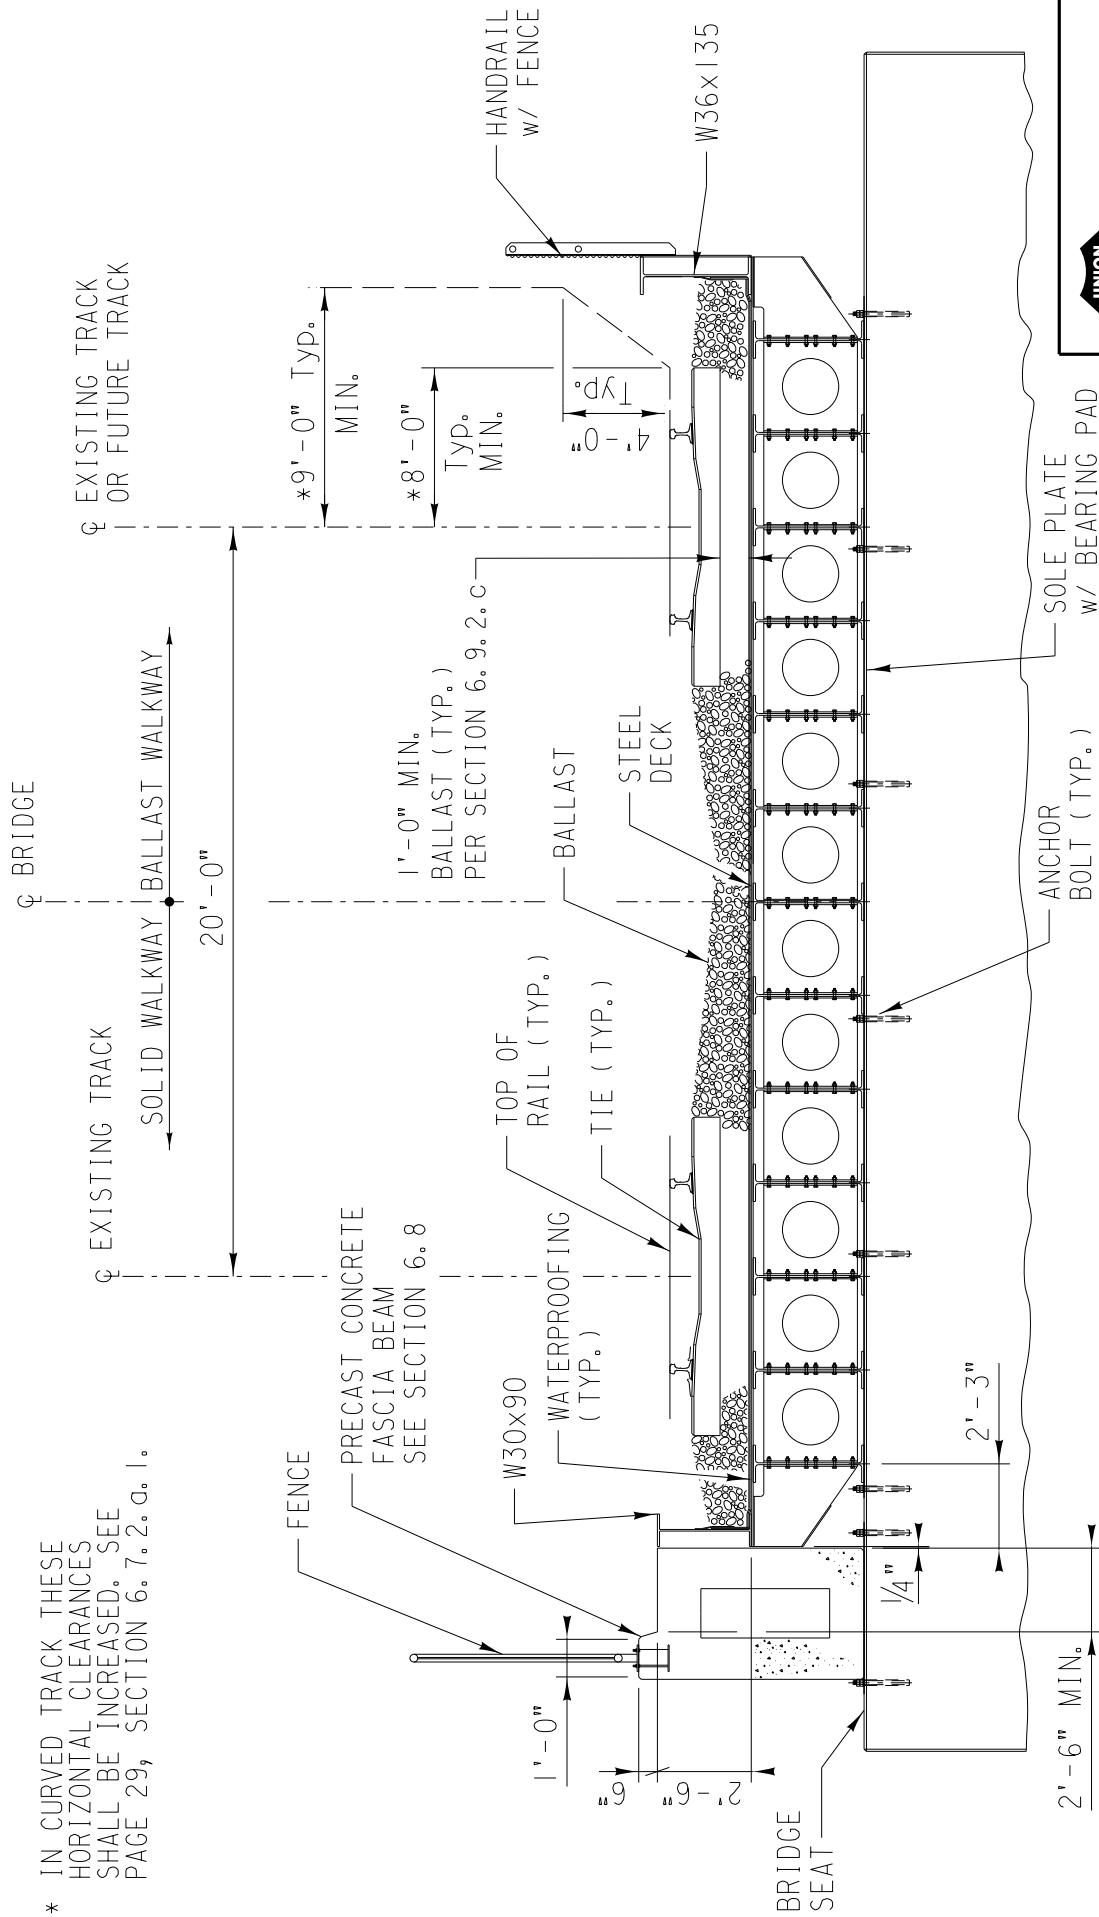 * IN CURVED TRACK THESE
HORIZONTAL CLEARANCES
SHALL BE INCREASED. SEE
PAGE 29, SECTION 6.7.2.a.1.
℄ BRIDGE
℄ EXISTING TRACK
℄ EXISTING TRACK
OR FUTURE TRACK
SOLID WALKWAY
BALLAST WALKWAY
20'-0"
*9'-0" Typ.
MIN.
*8'-0"
Typ.
MIN.
4'-0"
Typ.
HANDRAIL
w/ FENCE
W36x135
FENCE
PRECAST CONCRETE
FASCIA BEAM
SEE SECTION 6.8
W30x90
WATERPROOFING
(TYP.)
TOP OF
RAIL (TYP.)
TIE (TYP.)
1'-0" MIN.
BALLAST (TYP.)
PER SECTION 6.9.2.c
BALLAST
STEEL
DECK
1'-0"
6"
2'-6"
BRIDGE
SEAT
2'-6" MIN.
1/4"
2'-3"
ANCHOR
BOLT (TYP.)
SOLE PLATE
w/ BEARING PAD
UNION